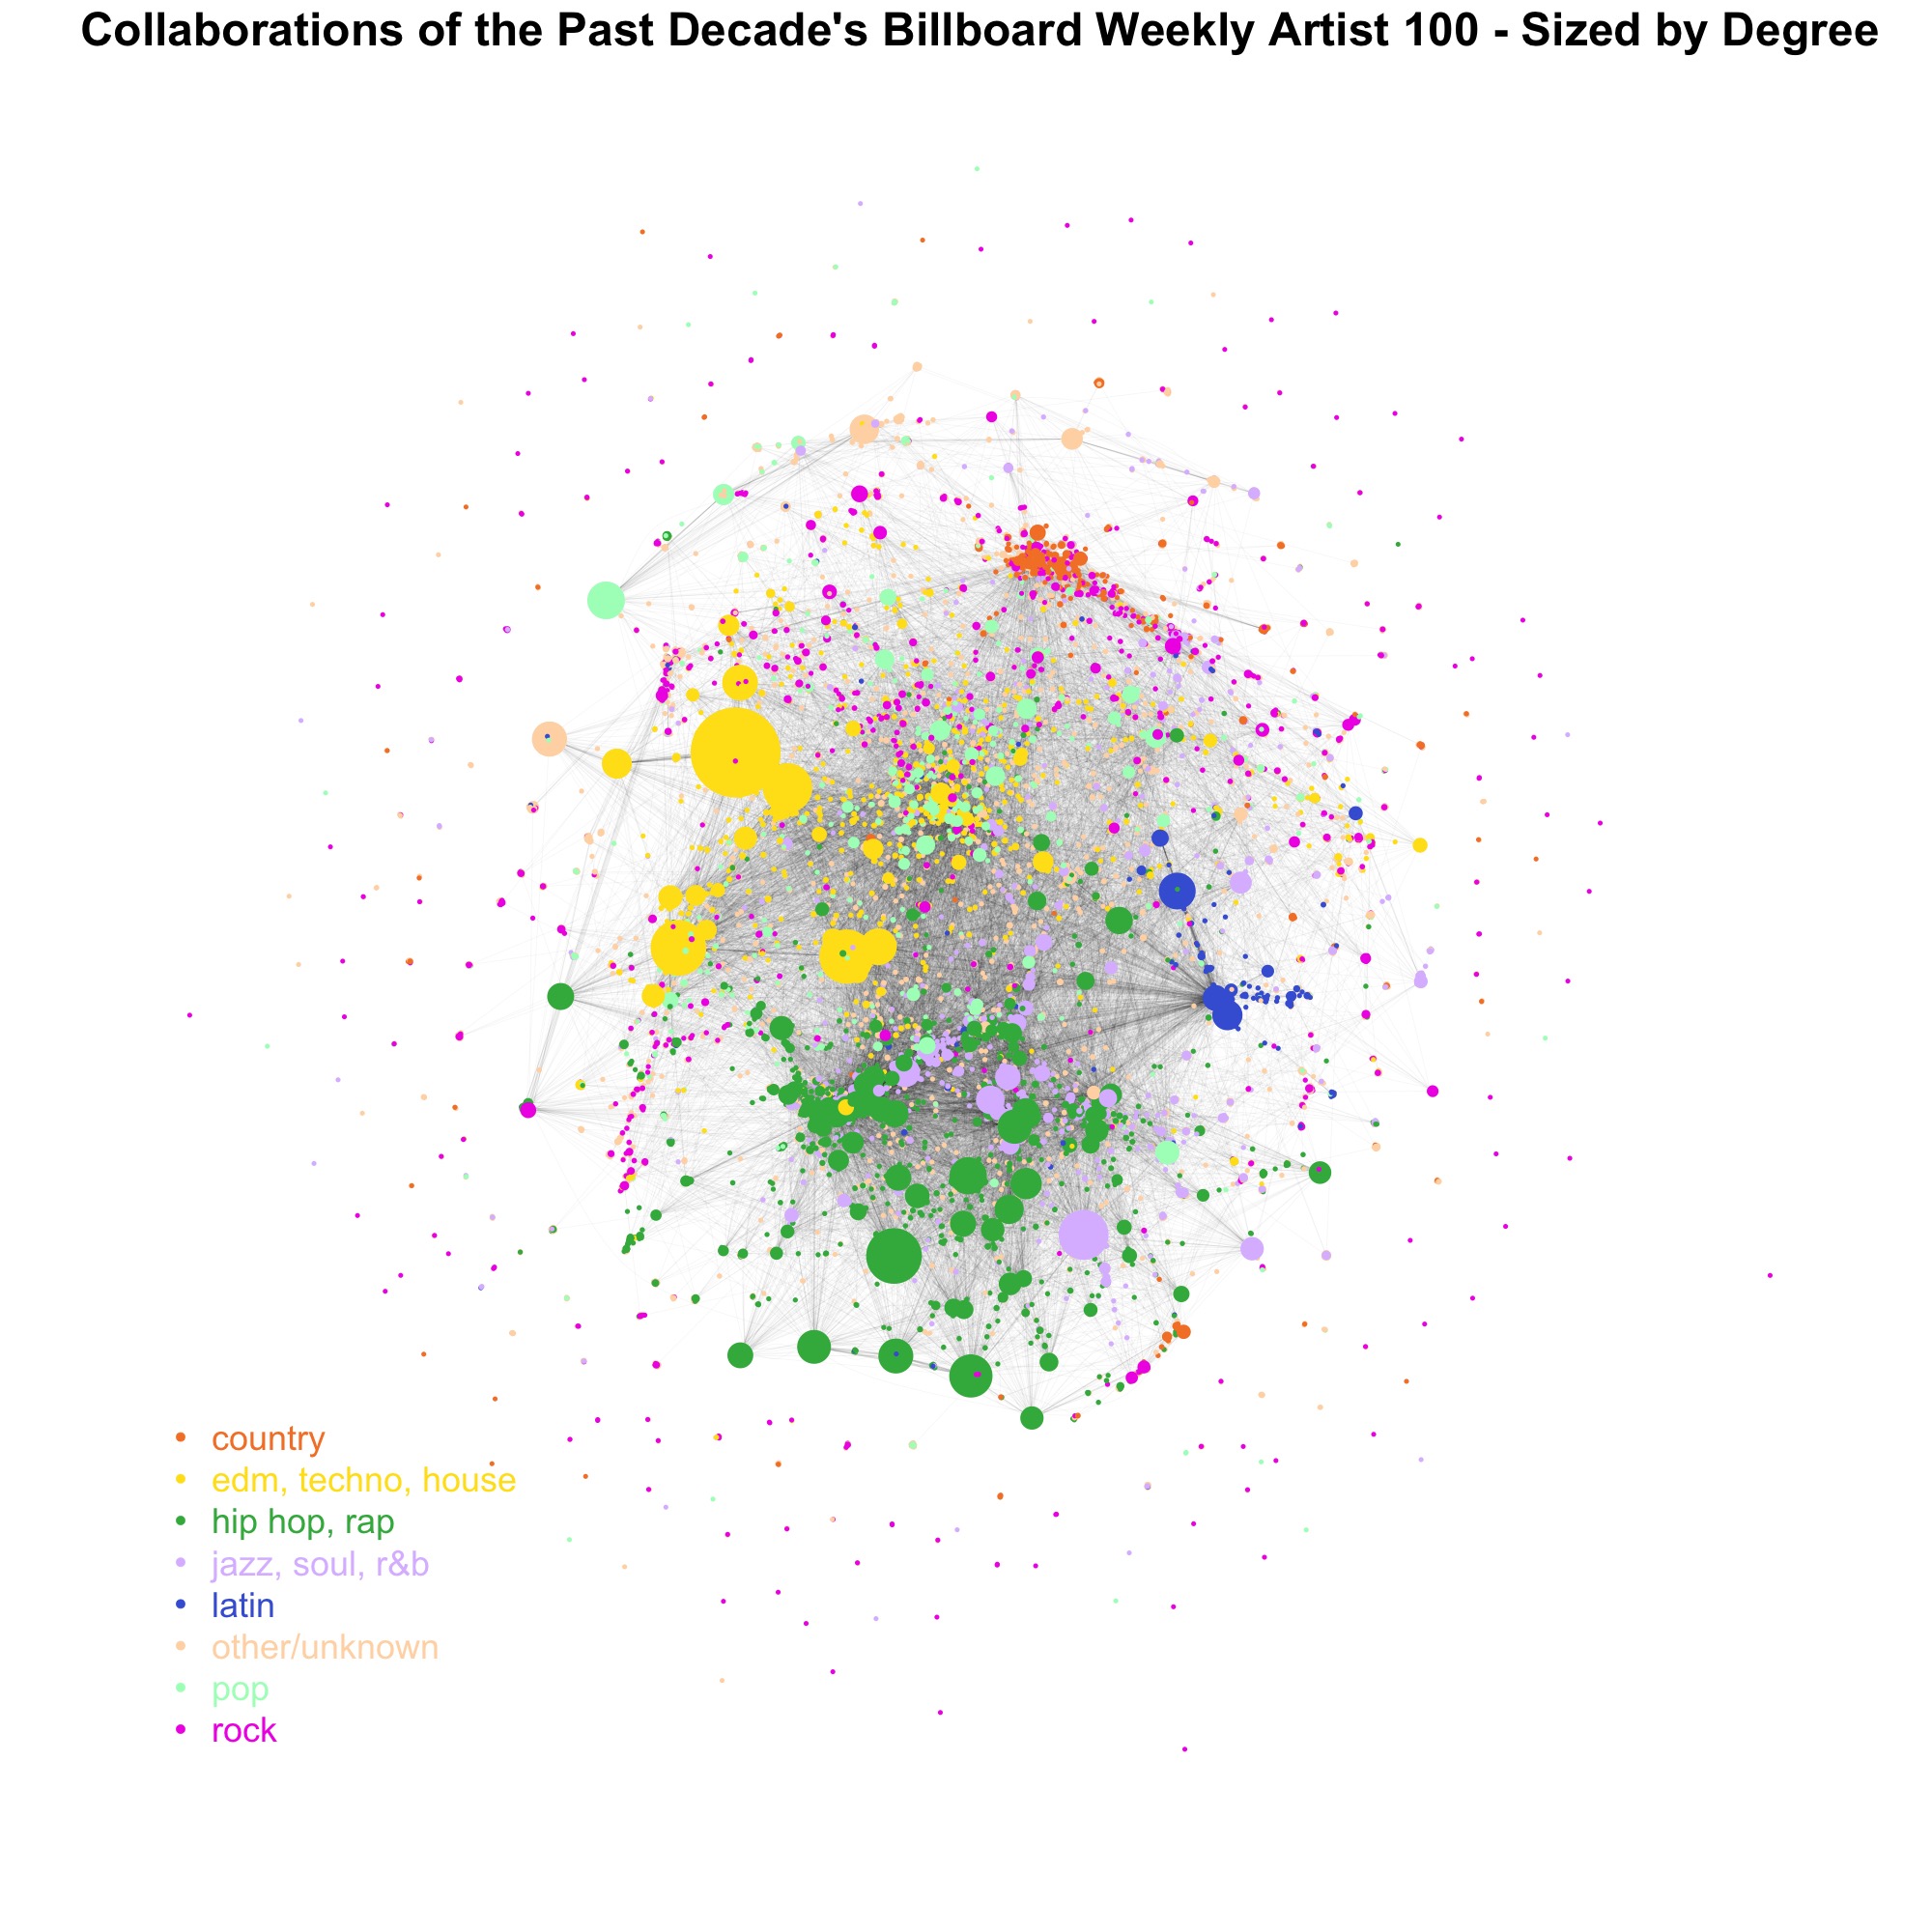 Collaborations of the Past Decade's Billboard Weekly Artist 100 - Sized by Degree
country
edm, techno, house
hip hop, rap
jazz, soul, r&b
latin
other/unknown
pop
rock